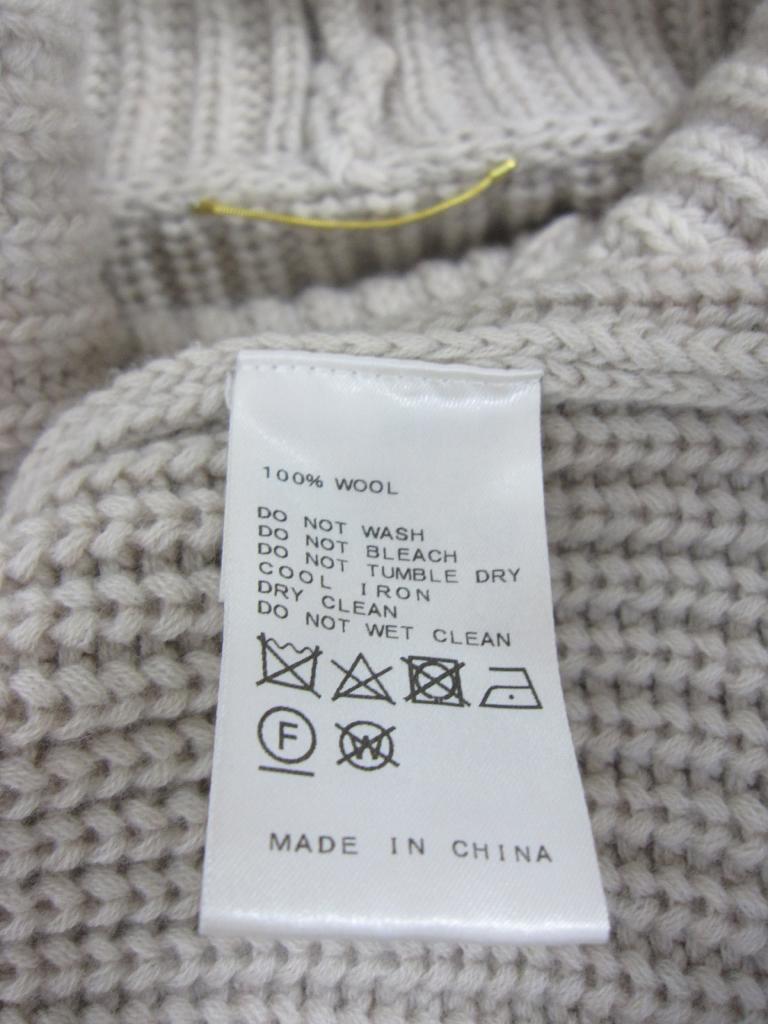 100% WOOL
DO NOT WASH
DO NOT BLEACH
DO NOT TUMBLE DRY
COOL IRON
DRY CLEAN
DO NOT WET CLEAN
F W
MADE IN CHINA